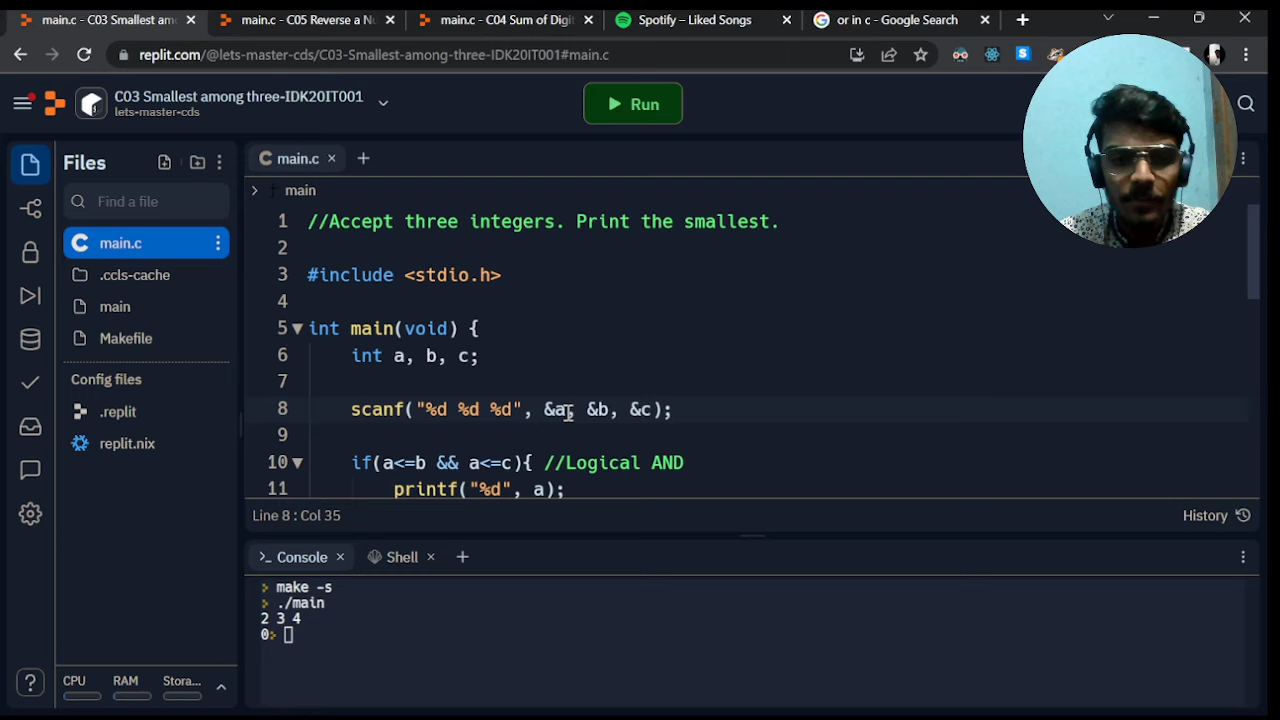 main.c - C03 Smallest amo
main.c - C05 Reverse a Nu
main.c - C04 Sum of Digit
Spotify – Liked Songs
or in c - Google Search
replit.com/@lets-master-cds/C03-Smallest-among-three-IDK20IT001#main.c
C03 Smallest among three-IDK20IT001
lets-master-cds
Run
Files
Find a file
main.c
.ccls-cache
main
Makefile
Config files
.replit
replit.nix
CPU RAM Stora...
main.c
main
1 //Accept three integers. Print the smallest.
2
3 #include <stdio.h>
4
5 int main(void) {
6 int a, b, c;
7
8 scanf("%d %d %d", &a, &b, &c);
9
10 if(a<=b && a<=c){ //Logical AND
11 printf("%d", a);
Line 8 : Col 35
History
Console
Shell
make -s
./main
2 3 4
0